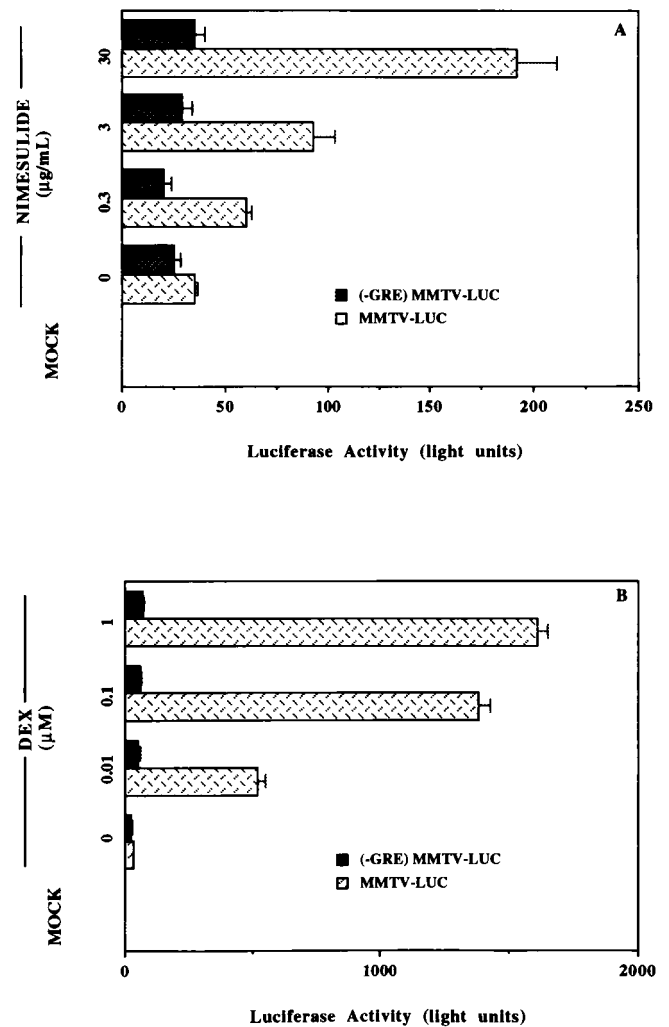 A
NIMESULIDE
(µg/mL)
30
3
0.3
0
MOCK
(-GRE) MMTV-LUC
MMTV-LUC
0 50 100 150 200 250
Luciferase Activity (light units)
B
DEX
(µM)
1
0.1
0.01
0
MOCK
(-GRE) MMTV-LUC
MMTV-LUC
0 1000 2000
Luciferase Activity (light units)